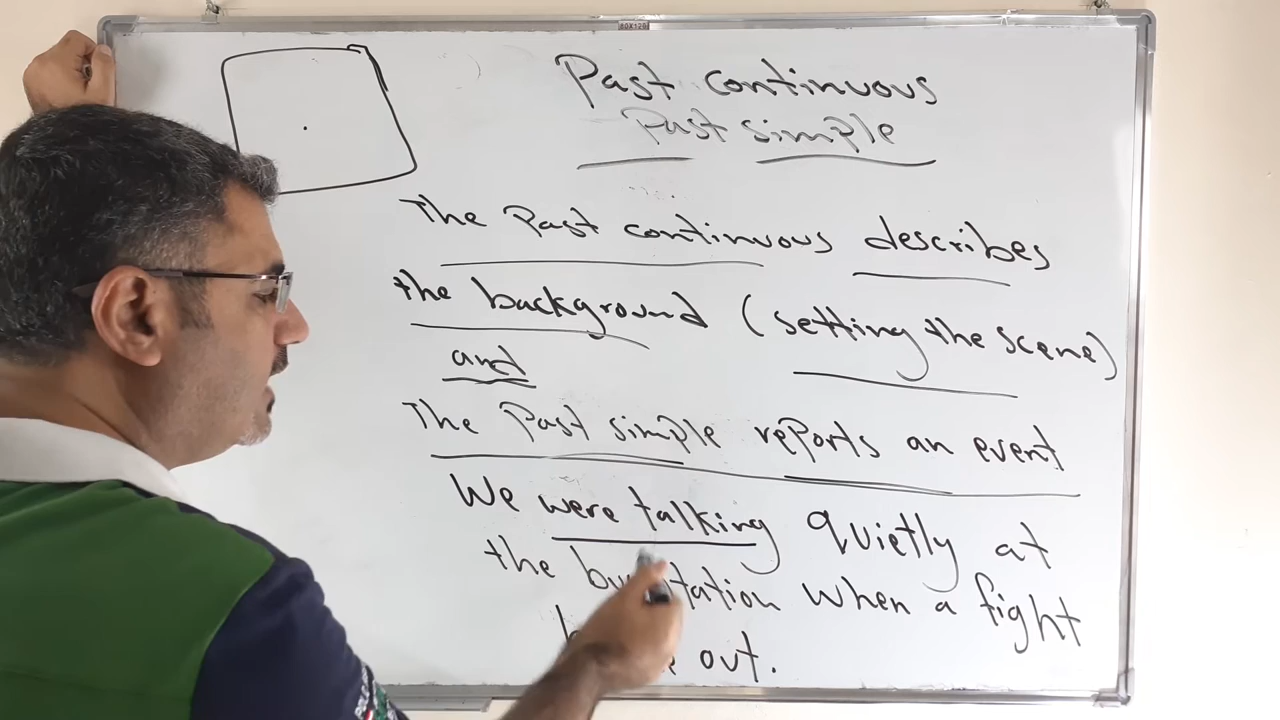 Past continuous
Past simple
The Past continuous describes
the background (setting the scene)
and
The Past simple reports an event
We were talking quietly at
the when a fight
out.